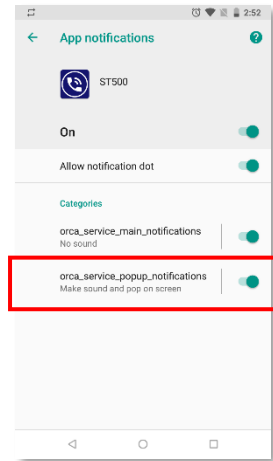 2:52
App notifications
ST500
On
Allow notification dot
Categories
orca_service_main_notifications
No sound
orca_service_popup_notifications
Make sound and pop on screen